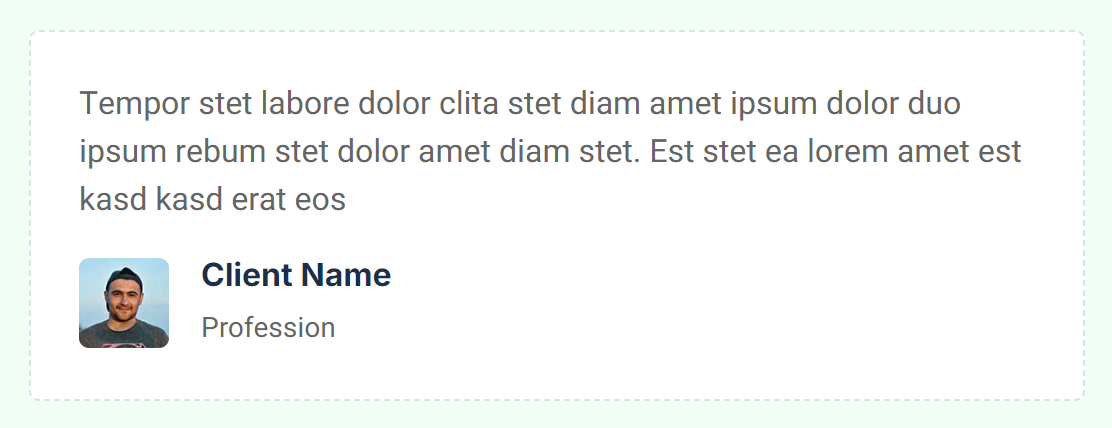 Tempor stet labore dolor clita stet diam amet ipsum dolor duo
ipsum rebum stet dolor amet diam stet. Est stet ea lorem amet est
kasd kasd erat eos
Client Name
Profession